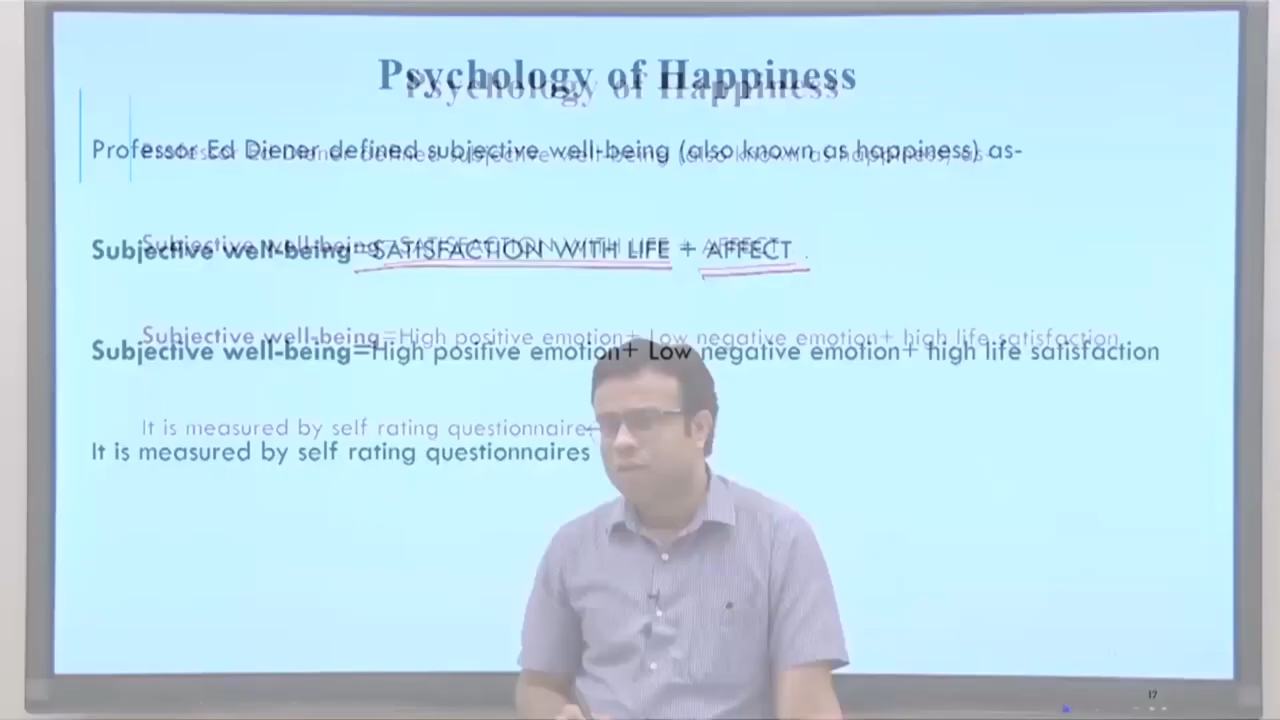 Psychology of Happiness
Professor Ed Diener defined subjective well-being (also known as happiness) as-
Subjective well-being=SATISFACTION WITH LIFE + AFFECT .
Subjective well-being=High positive emotion+ Low negative emotion+ high life satisfaction
It is measured by self rating questionnaires
17